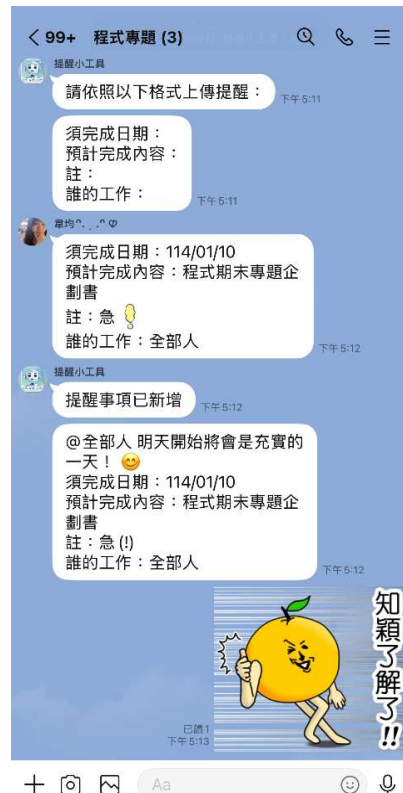 99+ 程式專題 (3)
提醒小工具
請依照以下格式上傳提醒：
下午 5:11
須完成日期：
預計完成內容：
註：
誰的工作：
下午 5:11
韋均
須完成日期：114/01/10
預計完成內容：程式期末專題企
劃書
註：急
誰的工作：全部人
下午 5:12
提醒小工具
提醒事項已新增
下午 5:12
@全部人 明天開始將會是充實的
一天！ 😊
須完成日期：114/01/10
預計完成內容：程式期末專題企
劃書
註：急 (!)
誰的工作：全部人
下午 5:12
知穎了解了!!
已讀 1
下午 5:13
Aa